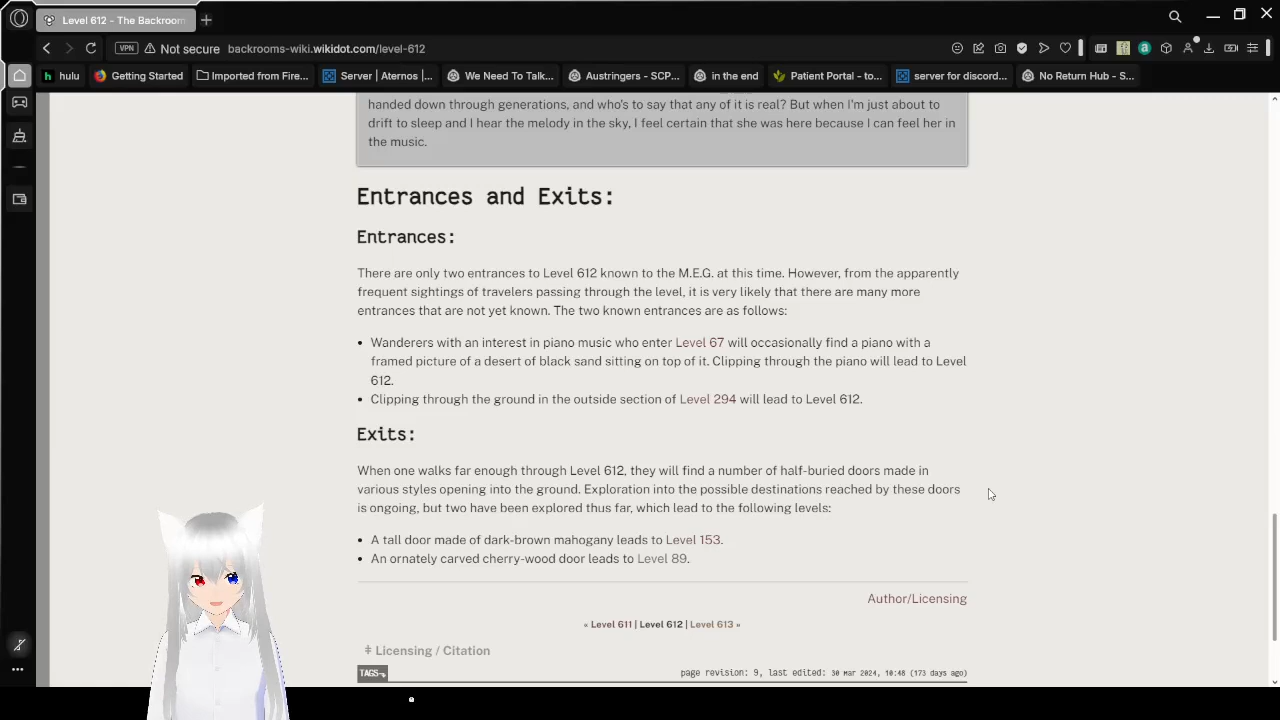 Level 612 - The Backroom
VPN
Not secure
backrooms-wiki.wikidot.com/level-612
hulu
Getting Started
Imported from Fire...
Server | Aternos |...
We Need To Talk...
Austringers - SCP...
in the end
Patient Portal - to...
server for discord...
No Return Hub - S...
handed down through generations, and who's to say that any of it is real? But when I'm just about to
drift to sleep and I hear the melody in the sky, I feel certain that she was here because I can feel her in
the music.
Entrances and Exits:
Entrances:
There are only two entrances to Level 612 known to the M.E.G. at this time. However, from the apparently
frequent sightings of travelers passing through the level, it is very likely that there are many more
entrances that are not yet known. The two known entrances are as follows:
• Wanderers with an interest in piano music who enter Level 67 will occasionally find a piano with a
framed picture of a desert of black sand sitting on top of it. Clipping through the piano will lead to Level
612.
• Clipping through the ground in the outside section of Level 294 will lead to Level 612.
Exits:
When one walks far enough through Level 612, they will find a number of half-buried doors made in
various styles opening into the ground. Exploration into the possible destinations reached by these doors
is ongoing, but two have been explored thus far, which lead to the following levels:
• A tall door made of dark-brown mahogany leads to Level 153.
• An ornately carved cherry-wood door leads to Level 89.
Author/Licensing
« Level 611 | Level 612 | Level 613 »
⯈ Licensing / Citation
TAGS
page revision: 9, last edited: 30 Mar 2024, 10:48 (173 days ago)